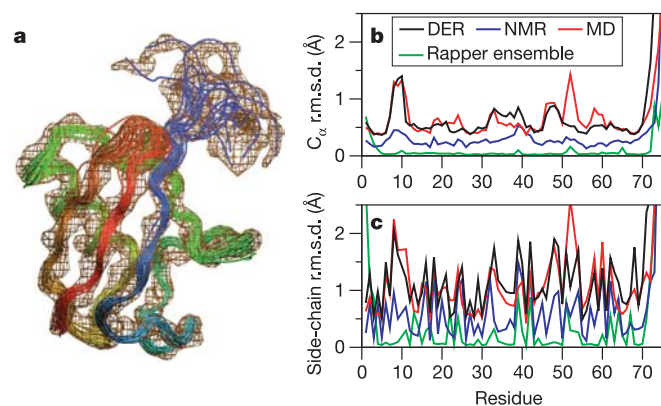 a
b
DER NMR MD
Rapper ensemble
Cα r.m.s.d. (Å)
2
1
0
0 10 20 30 40 50 60 70
c
Side-chain r.m.s.d. (Å)
2
1
0
0 10 20 30 40 50 60 70
Residue